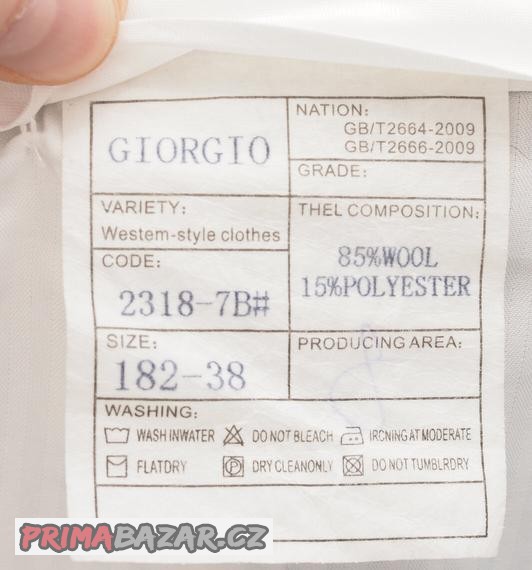 GIORGIO
NATION:
GB/T2664-2009
GB/T2666-2009
GRADE:
VARIETY:
Westem-style clothes
THEL COMPOSITION:
85%WOOL
15%POLYESTER
CODE:
2318-7B#
SIZE:
182-38
PRODUCING AREA:
WASHING:
WASH INWATER DO NOT BLEACH IRCNING AT MODERATE
FLATDRY DRY CLEANONLY DO NOT TUMBLRDRY
PRIMABAZAR.CZ